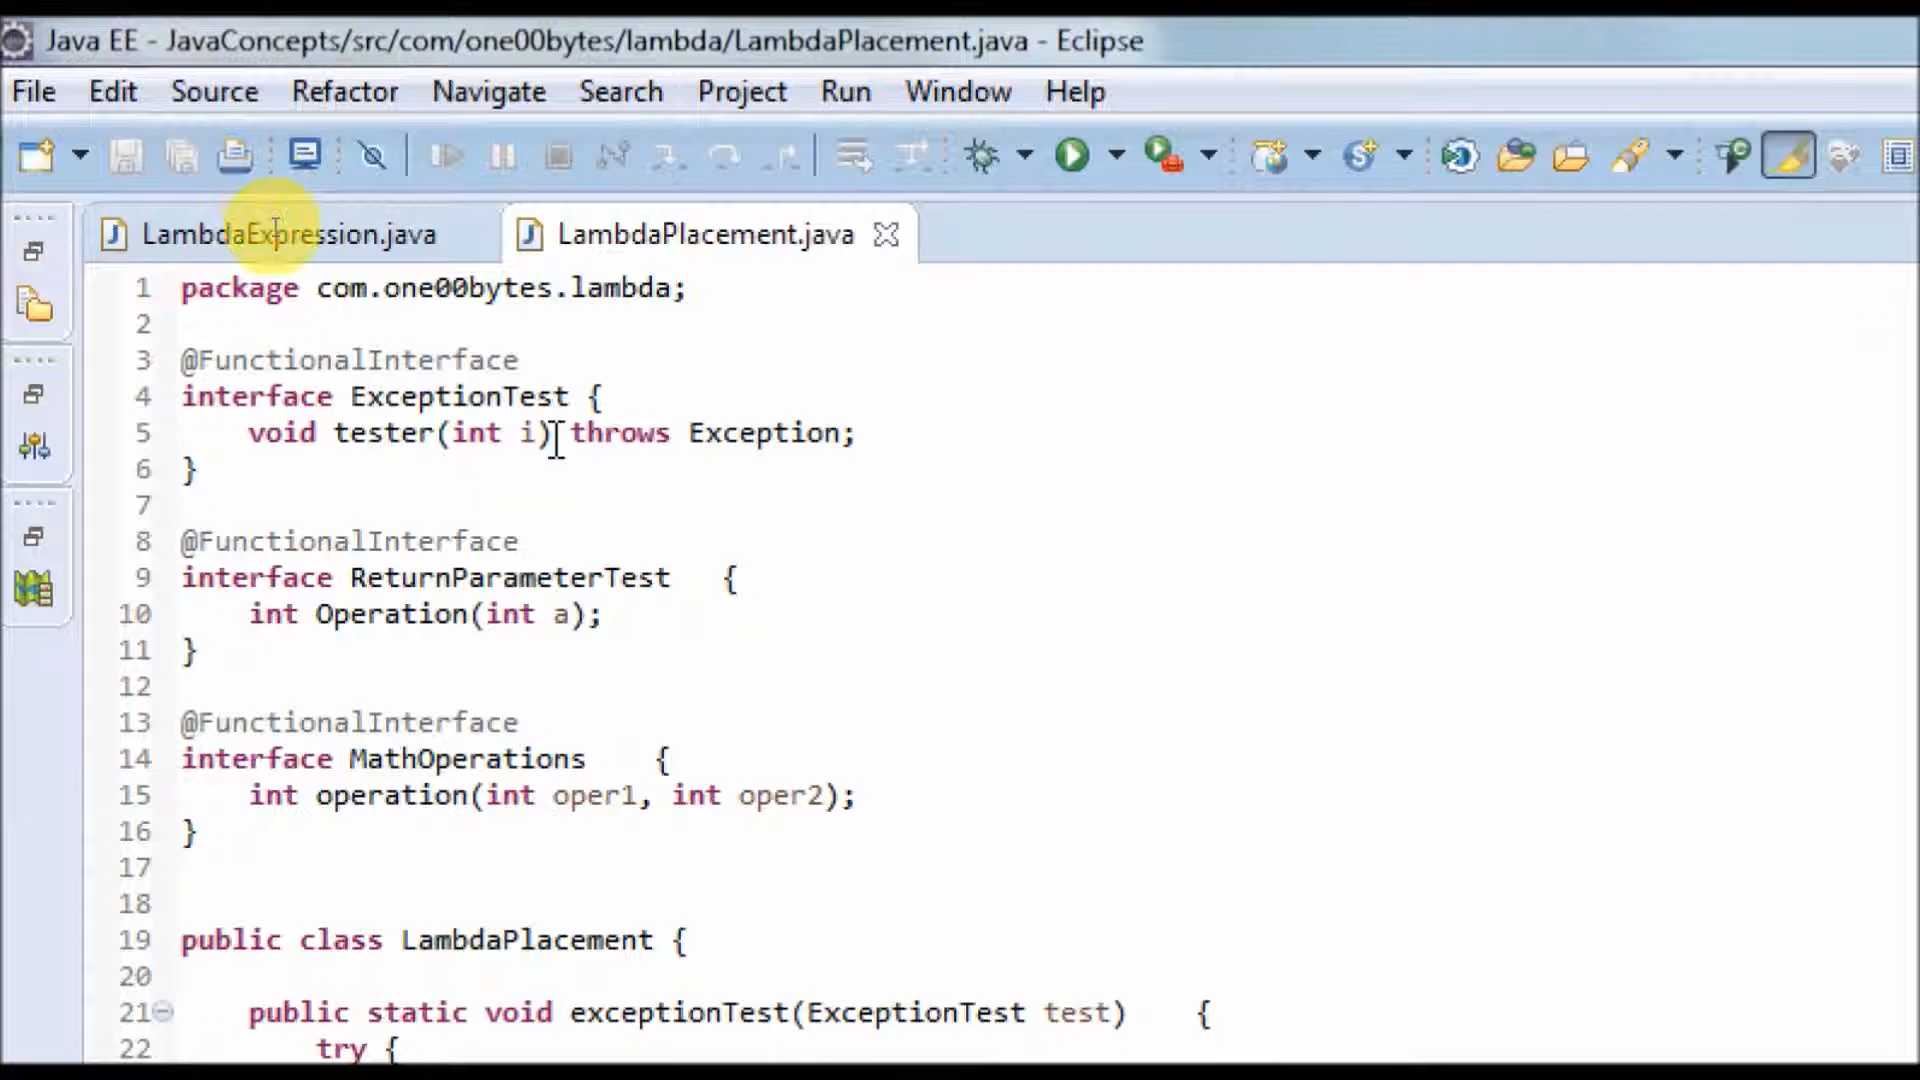 Java EE - JavaConcepts/src/com/one00bytes/lambda/LambdaPlacement.java - Eclipse
File Edit Source Refactor Navigate Search Project Run Window Help
LambdaExpression.java LambdaPlacement.java
1 package com.one00bytes.lambda;
2
3 @FunctionalInterface
4 interface ExceptionTest {
5 void tester(int i) throws Exception;
6 }
7
8 @FunctionalInterface
9 interface ReturnParameterTest {
10 int Operation(int a);
11 }
12
13 @FunctionalInterface
14 interface MathOperations {
15 int operation(int oper1, int oper2);
16 }
17
18
19 public class LambdaPlacement {
20
21 public static void exceptionTest(ExceptionTest test) {
22 try {